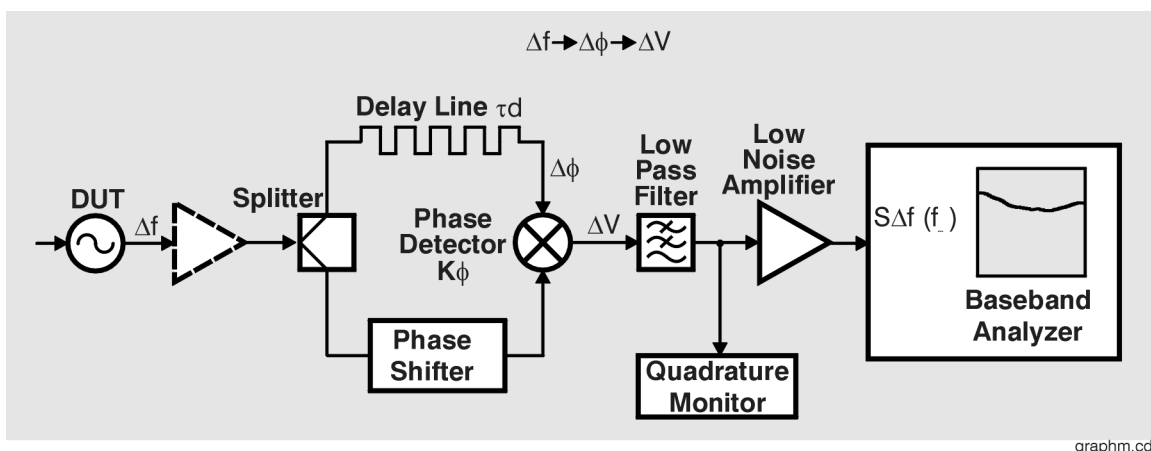 Δf→Δϕ→ΔV
Delay Line τd
Δϕ
Low
Pass
Filter
Low
Noise
Amplifier
DUT
Δf
Splitter
Phase
Detector
Kϕ
ΔV
SΔf (f_)
Baseband
Analyzer
Phase
Shifter
Quadrature
Monitor
graphm.cd